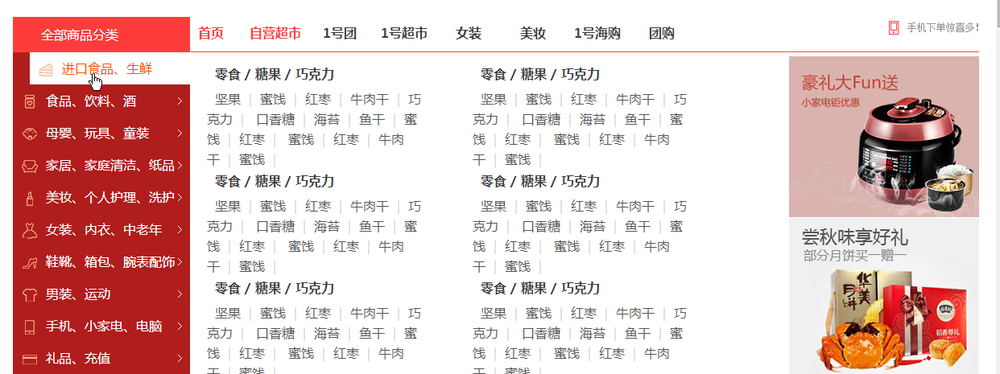 全部商品分类
首页 自营超市 1号团 1号超市 女装 美妆 1号海购 团购
手机下单惊喜多!
进口食品、生鲜
食品、饮料、酒
母婴、玩具、童装
家居、家庭清洁、纸品
美妆、个人护理、洗护
女装、内衣、中老年
鞋靴、箱包、腕表配饰
男装、运动
手机、小家电、电脑
礼品、充值
零食 / 糖果 / 巧克力
坚果 | 蜜饯 | 红枣 | 牛肉干 | 巧
克力 | 口香糖 | 海苔 | 鱼干 | 蜜
饯 | 红枣 | 蜜饯 | 红枣 | 牛肉
干 | 蜜饯 |
零食 / 糖果 / 巧克力
坚果 | 蜜饯 | 红枣 | 牛肉干 | 巧
克力 | 口香糖 | 海苔 | 鱼干 | 蜜
饯 | 红枣 | 蜜饯 | 红枣 | 牛肉
干 | 蜜饯 |
零食 / 糖果 / 巧克力
坚果 | 蜜饯 | 红枣 | 牛肉干 | 巧
克力 | 口香糖 | 海苔 | 鱼干 | 蜜
饯 | 红枣 | 蜜饯 | 红枣 | 牛肉
干 | 蜜饯 |
零食 / 糖果 / 巧克力
坚果 | 蜜饯 | 红枣 | 牛肉干 | 巧
克力 | 口香糖 | 海苔 | 鱼干 | 蜜
饯 | 红枣 | 蜜饯 | 红枣 | 牛肉
干 | 蜜饯 |
零食 / 糖果 / 巧克力
坚果 | 蜜饯 | 红枣 | 牛肉干 | 巧
克力 | 口香糖 | 海苔 | 鱼干 | 蜜
饯 | 红枣 | 蜜饯 | 红枣 | 牛肉
干 | 蜜饯 |
零食 / 糖果 / 巧克力
坚果 | 蜜饯 | 红枣 | 牛肉干 | 巧
克力 | 口香糖 | 海苔 | 鱼干 | 蜜
饯 | 红枣 | 蜜饯 | 红枣 | 牛肉
干 | 蜜饯 |
豪礼大Fun送
小家电钜优惠
尝秋味享好礼
部分月饼买一赠一
华美
月饼
稻香尊礼